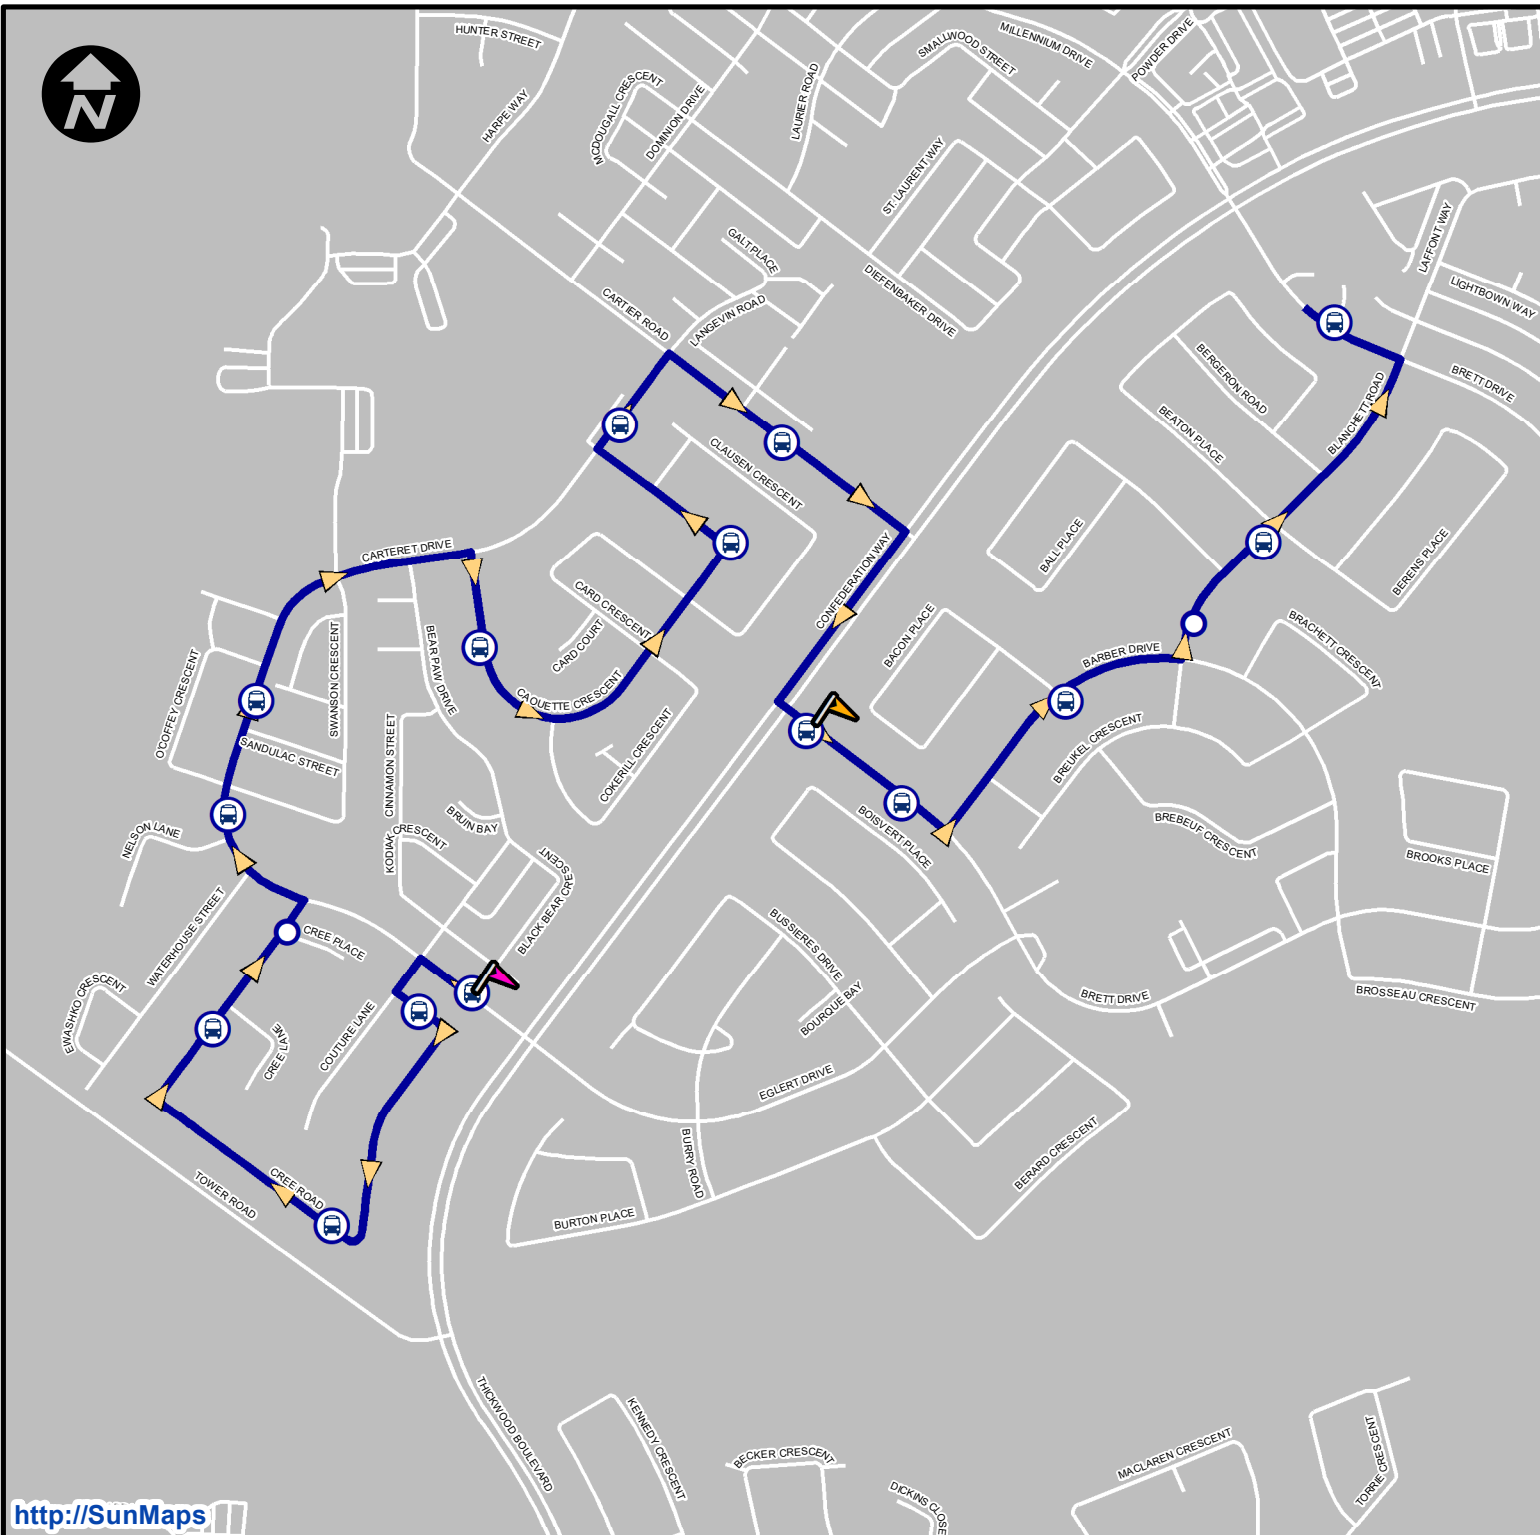 HUNTER STREET
MILLENNIUM DRIVE
SMALLWOOD STREET
POWDER DRIVE
N
HARPE WAY
MCDOUGALL CRESCENT
DOMINION DRIVE
LAURIER ROAD
ST. LAURENT WAY
LAFFONT WAY
GALT PLACE
DIEFENBAKER DRIVE
LIGHTBOWN WAY
CARTIER ROAD
LANGEVIN ROAD
BERGERON ROAD
BRETT DRIVE
BEATON PLACE
BLANCHETT ROAD
CLAUSEN CRESCENT
CARTERET DRIVE
BALL PLACE
BERENS PLACE
CONFEDERATION WAY
CARD CRESCENT
CARD COURT
BACON PLACE
BRACHETT CRESCENT
BARBER DRIVE
O'COFFEY CRESCENT
SWANSON CRESCENT
BEAR PAW DRIVE
CAOUETTE CRESCENT
SANDULAC STREET
CINNAMON STREET
COKERILL CRESCENT
BREUKEL CRESCENT
BOISVERT PLACE
BREBEUF CRESCENT
BROOKS PLACE
NELSON LANE
KODIAK CRESCENT
BRUIN BAY
BLACK BEAR CRESCENT
WATERHOUSE STREET
CREE PLACE
BUSSIERES DRIVE
BOURQUE BAY
BRETT DRIVE
BROSSEAU CRESCENT
EWASHKO CRESCENT
CREE LANE
COUTURE LANE
EGLERT DRIVE
BURRY ROAD
BERARD CRESCENT
CREE ROAD
TOWER ROAD
BURTON PLACE
THICKWOOD BOULEVARD
KENNEDY CRESCENT
BECKER CRESCENT
DICKINS CLOSE
MACLAREN CRESCENT
TORRIE CRESCENT
http://SunMaps